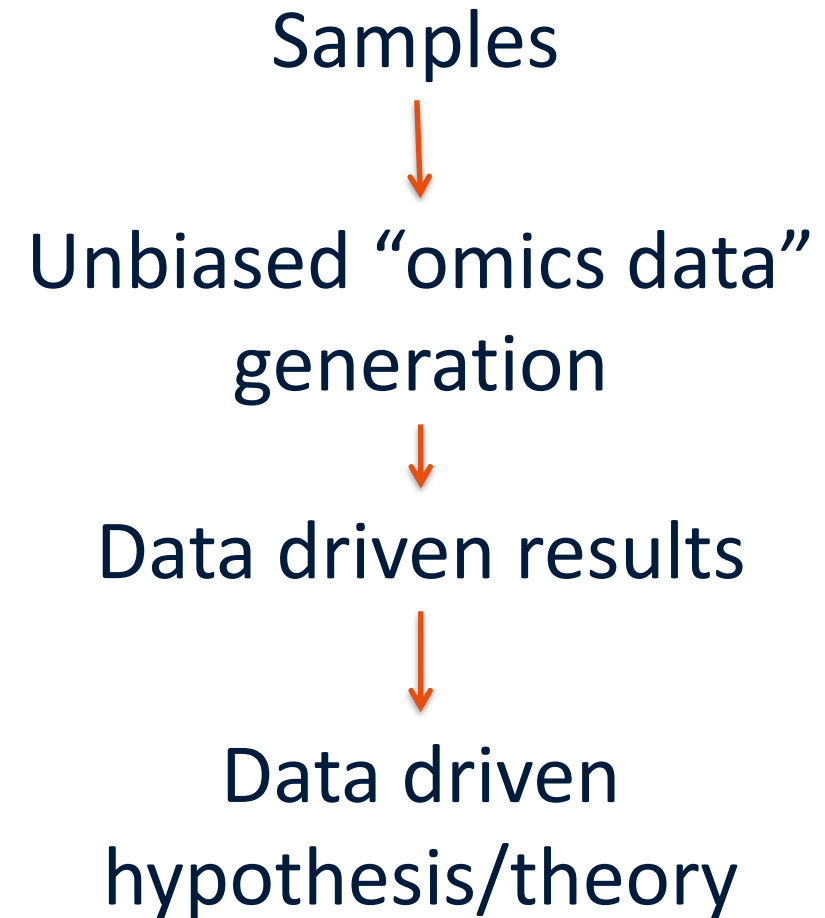 Samples
Unbiased “omics data”
generation
Data driven results
Data driven
hypothesis/theory